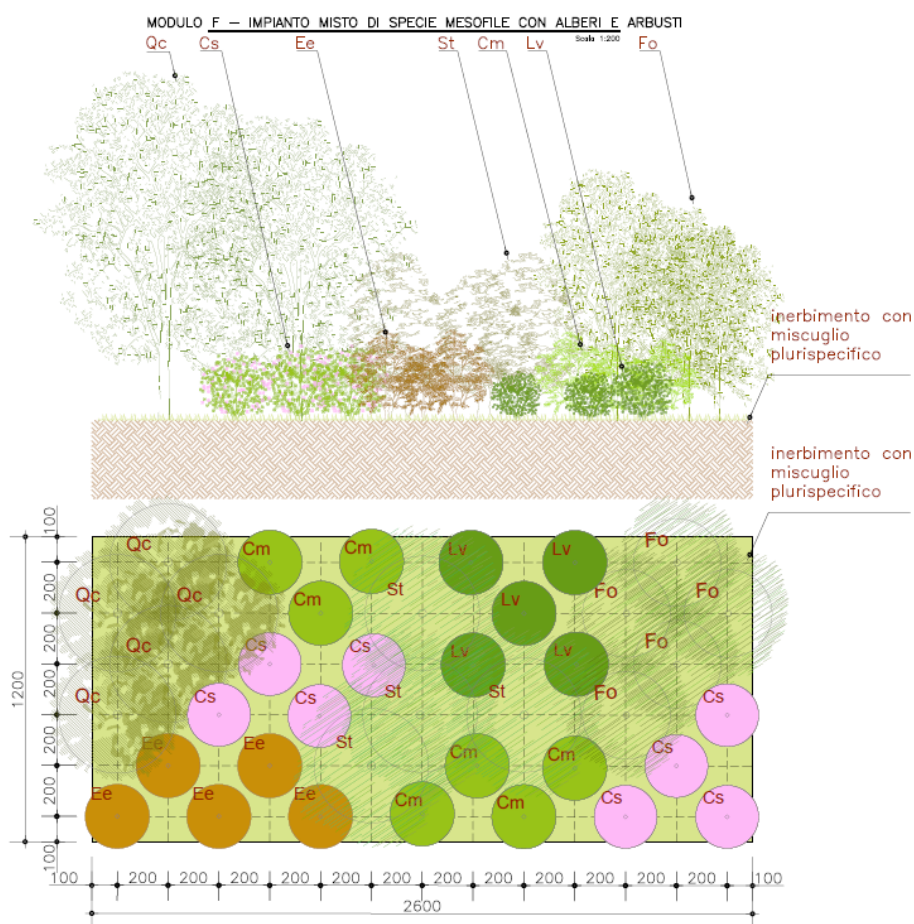 MODULO F – IMPIANTO MISTO DI SPECIE MESOFILE CON ALBERI E ARBUSTI
Scala 1:200
Qc Cs Ee St Cm Lv Fo
inerbimento con
miscuglio
plurispecifico
inerbimento con
miscuglio
plurispecifico
100
200
200
200
200
200
100
1200
Qc Cm Cm Lv Lv Fo
Qc Qc Cm St Lv Fo Fo
Qc Cs Cs Lv Lv Fo
Qc Cs Cs St St Fo Cs
Ee Ee St Cm Cm Cs
Ee Ee Ee Cm Cm Cs Cs
100 200 200 200 200 200 200 200 200 200 200 200 200 100
2600